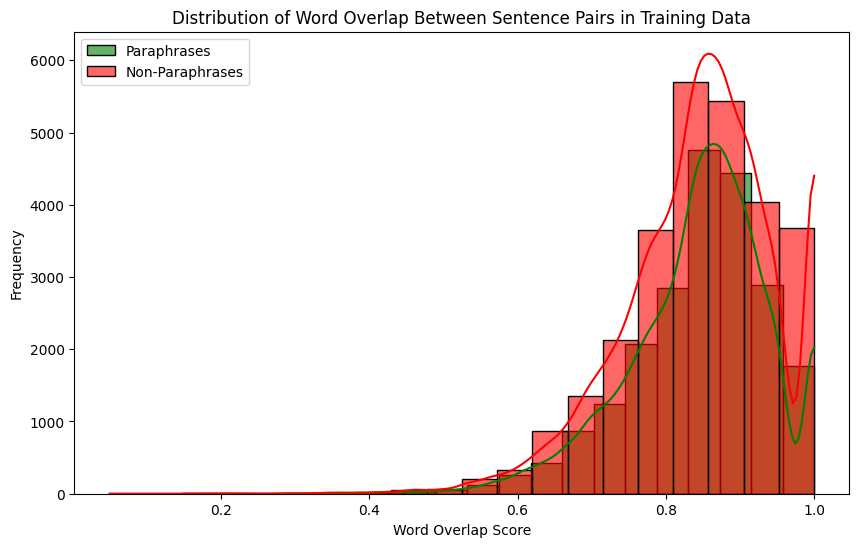 Distribution of Word Overlap Between Sentence Pairs in Training Data
Paraphrases
Non-Paraphrases
Frequency
6000
5000
4000
3000
2000
1000
0
0.2 0.4 0.6 0.8 1.0
Word Overlap Score